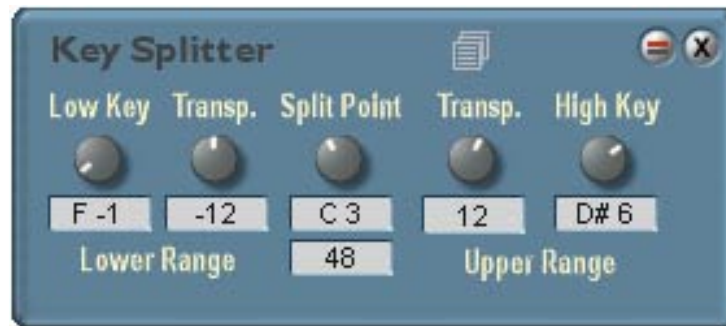 Key Splitter
Low Key Transp. Split Point Transp. High Key
F -1 -12 C 3 12 D# 6
Lower Range 48 Upper Range